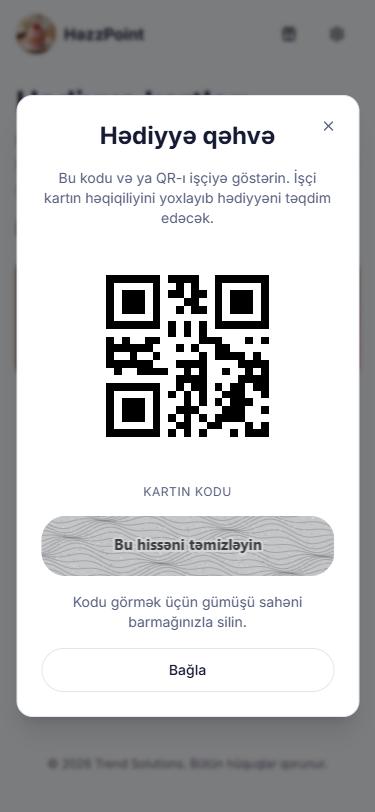 HəzzPoint
Hədiyyə qəhvə
Bu kodu və ya QR-ı işçiyə göstərin. İşçi
kartın həqiqiliyini yoxlayıb hədiyyəni təqdim
edəcək.
KARTIN KODU
Bu hissəni təmizləyin
Kodu görmək üçün gümüşü sahəni
barmağınızla silin.
Bağla
© 2026 Trend Solutions. Bütün hüquqlar qorunur.